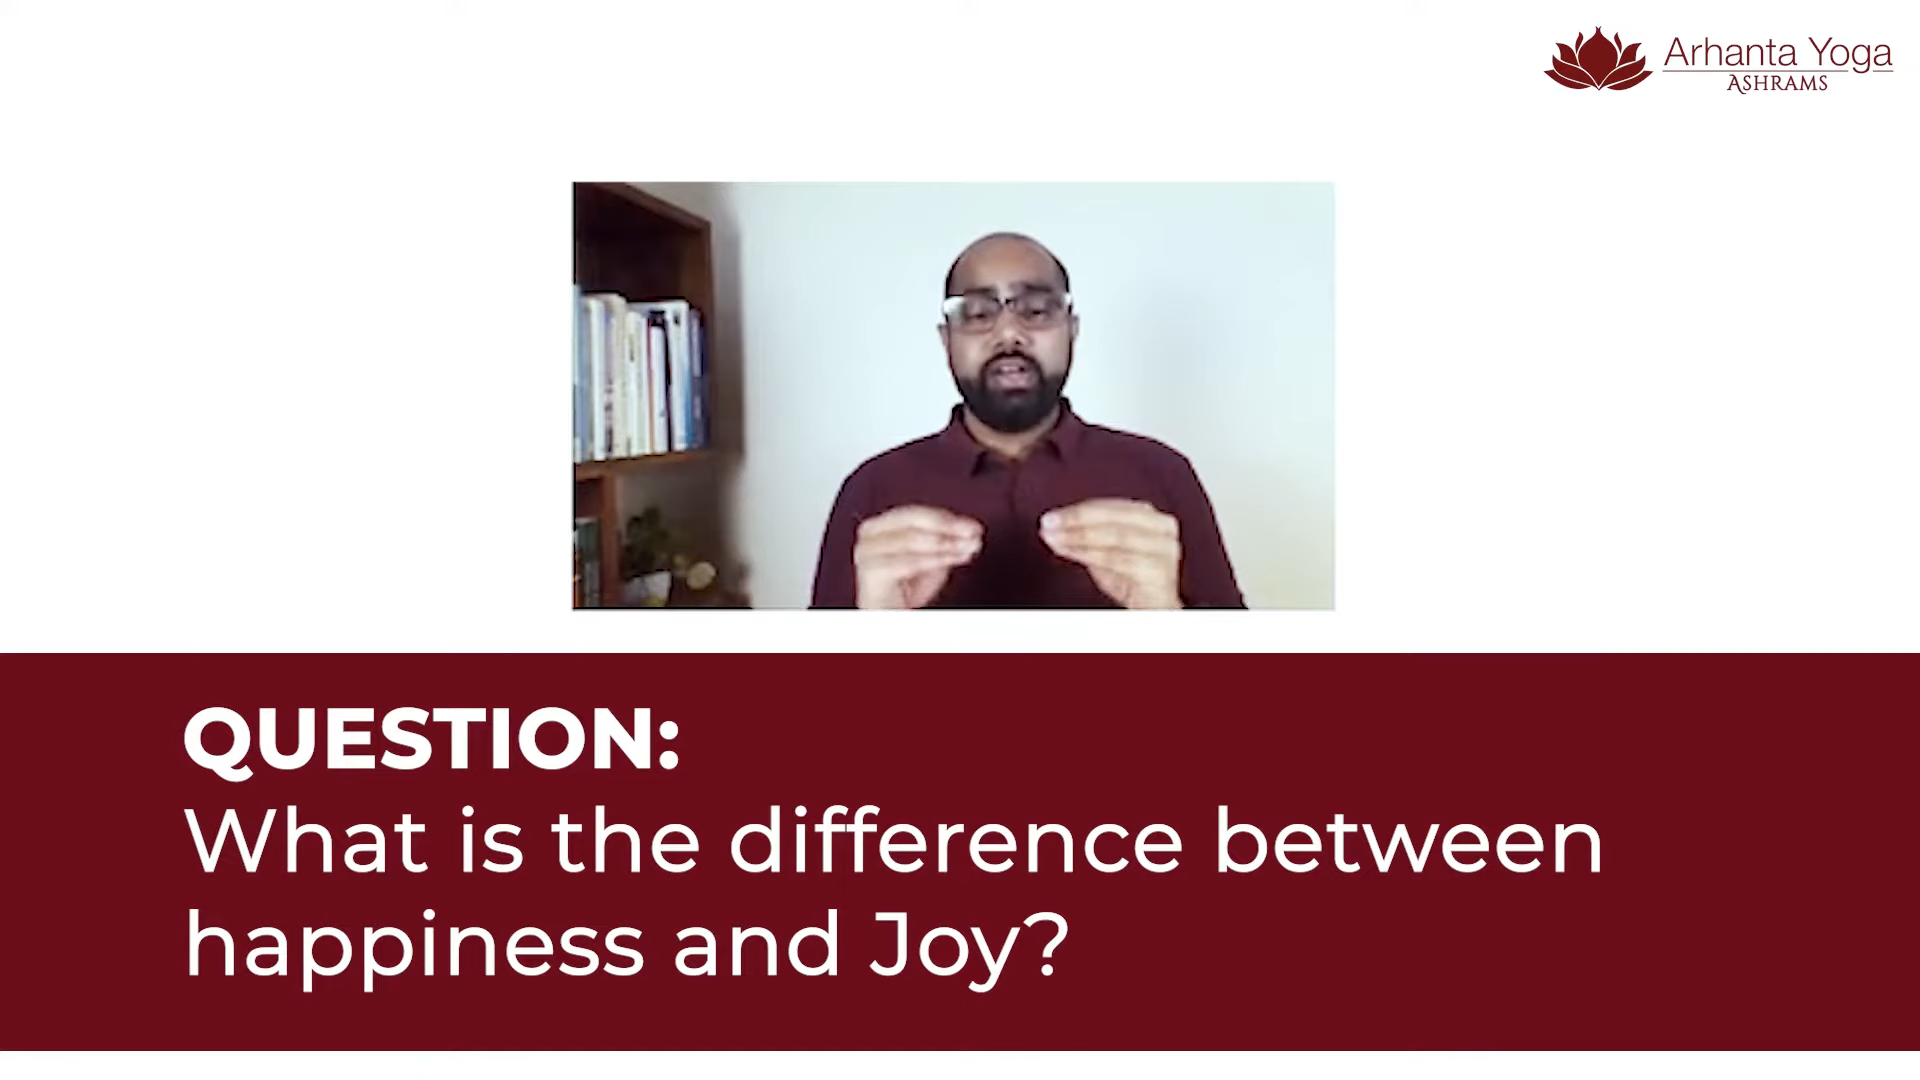 Arhanta Yoga
ASHRAMS
QUESTION:
What is the difference between
happiness and Joy?